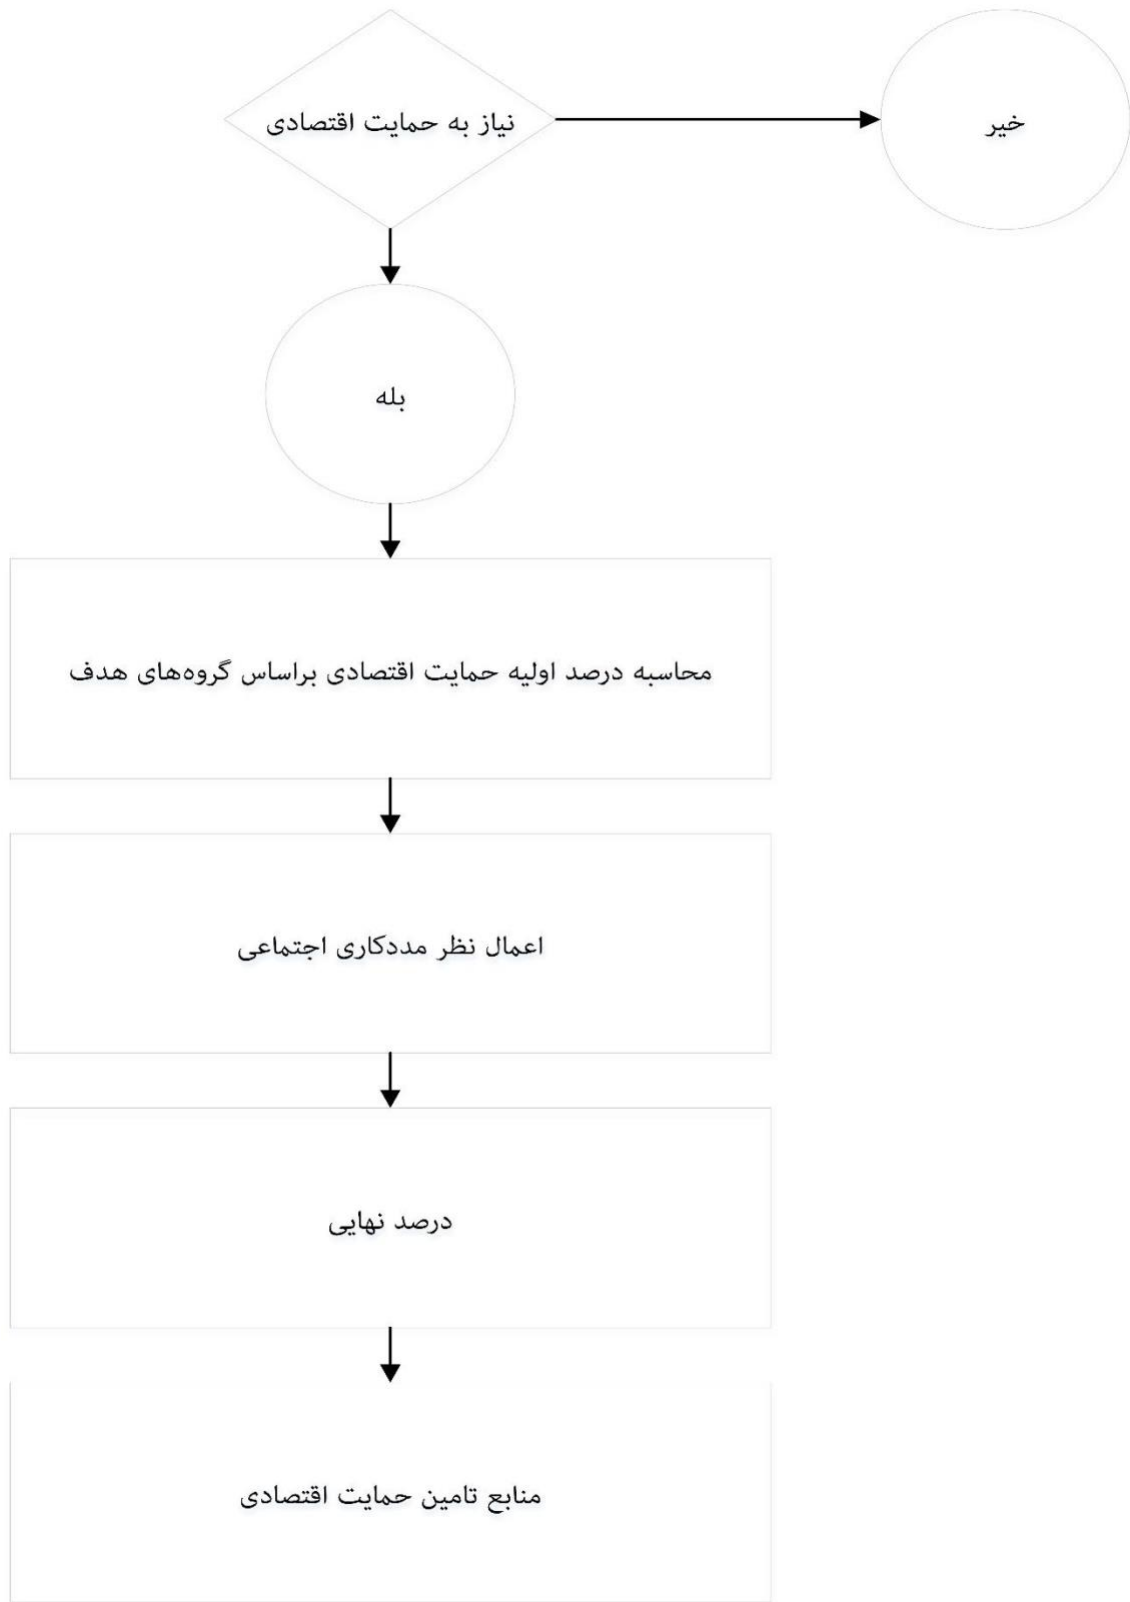 نیاز به حمایت اقتصادی
خیر
بله
محاسبه درصد اولیه حمایت اقتصادی براساس گروه‌های هدف
اعمال نظر مددکاری اجتماعی
درصد نهایی
منابع تامین حمایت اقتصادی